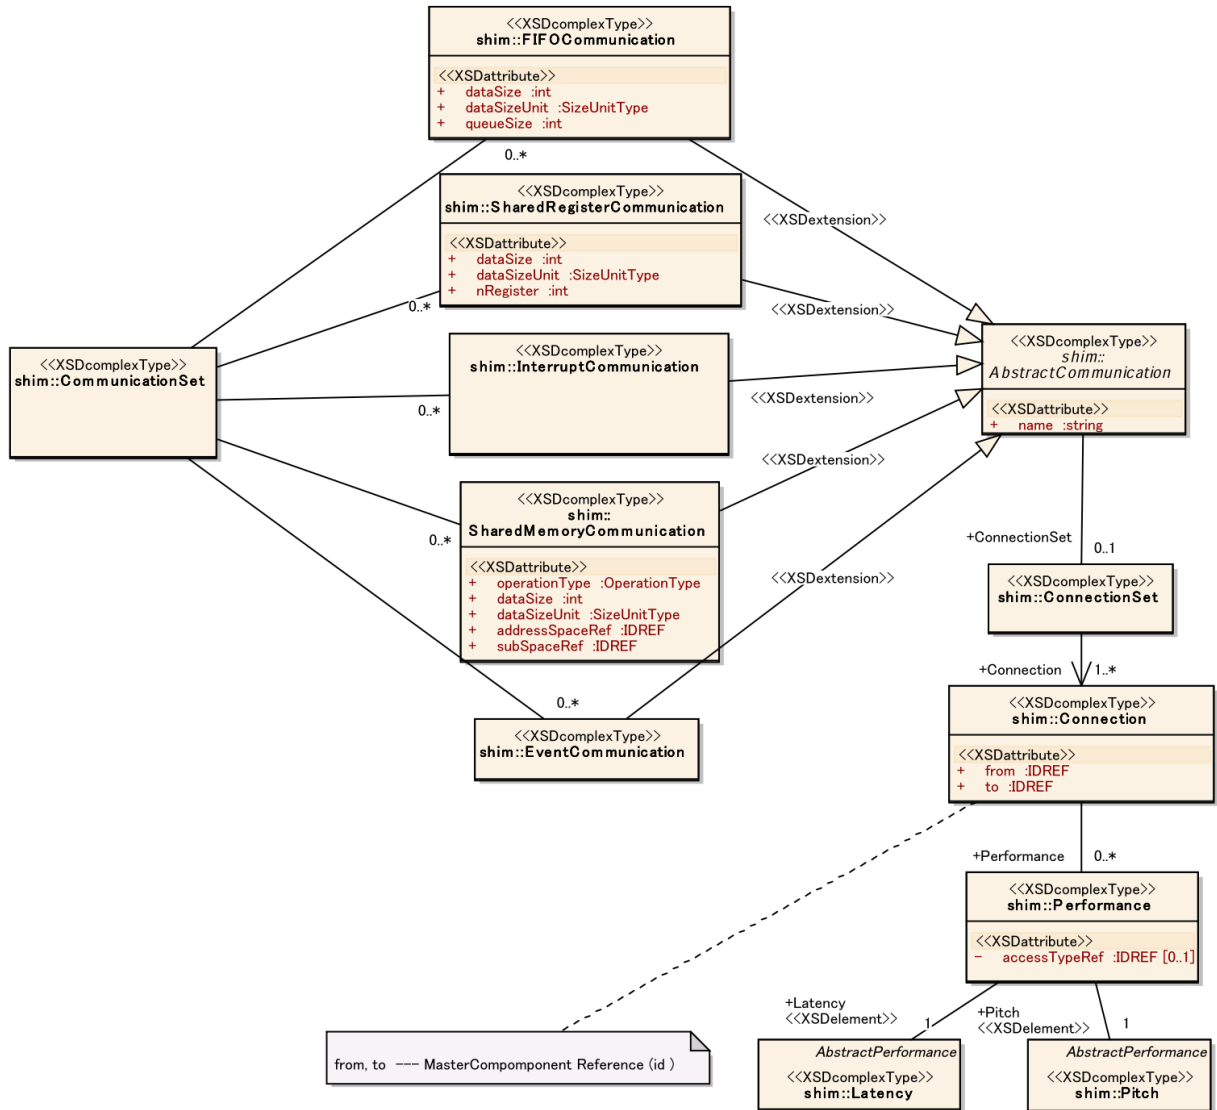 <<XSDcomplexType>>
shim::FIFOCommunication
<<XSDattribute>>
+ dataSize :int
+ dataSizeUnit :SizeUnitType
+ queueSize :int
0..*
<<XSDcomplexType>>
shim::SharedRegisterCommunication
<<XSDattribute>>
+ dataSize :int
+ dataSizeUnit :SizeUnitType
+ nRegister :int
0..*
<<XSDextension>>
<<XSDextension>>
<<XSDcomplexType>>
shim::CommunicationSet
<<XSDcomplexType>>
shim::InterruptCommunication
0..*
<<XSDextension>>
<<XSDcomplexType>>
shim::
AbstractCommunication
<<XSDattribute>>
+ name :string
<<XSDextension>>
<<XSDcomplexType>>
shim::
SharedMemoryCommunication
<<XSDattribute>>
+ operationType :OperationType
+ dataSize :int
+ dataSizeUnit :SizeUnitType
+ addressSpaceRef :IDREF
+ subSpaceRef :IDREF
0..*
<<XSDextension>>
+ConnectionSet
0..1
<<XSDcomplexType>>
shim::ConnectionSet
0..*
<<XSDcomplexType>>
shim::EventCommunication
+Connection
1..*
<<XSDcomplexType>>
shim::Connection
<<XSDattribute>>
+ from :IDREF
+ to :IDREF
+Performance
0..*
<<XSDcomplexType>>
shim::Performance
<<XSDattribute>>
- accessTypeRef :IDREF [0..1]
+Latency
<<XSDelement>>
1
+Pitch
<<XSDelement>>
1
from, to --- MasterCompomponent Reference (id )
AbstractPerformance
<<XSDcomplexType>>
shim::Latency
AbstractPerformance
<<XSDcomplexType>>
shim::Pitch